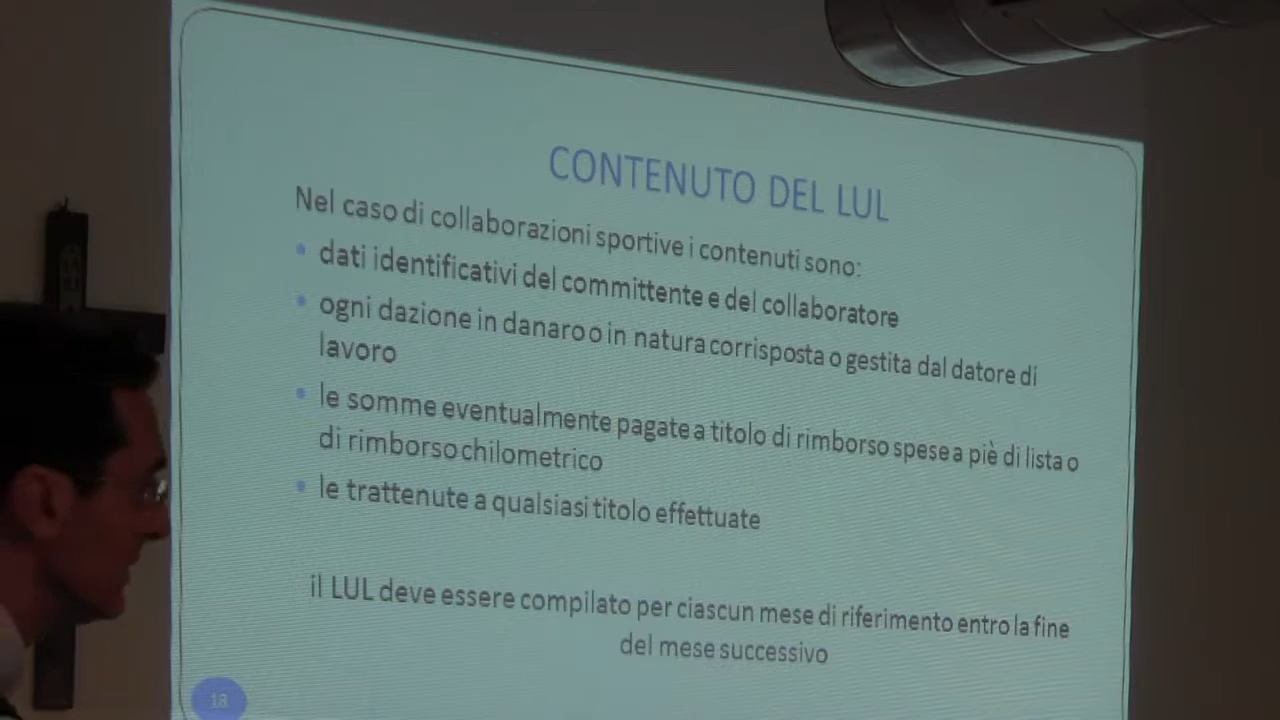 CONTENUTO DEL LUL
Nel caso di collaborazioni sportive i contenuti sono:
• dati identificativi del committente e del collaboratore
• ogni dazione in danaro o in natura corrisposta o gestita dal datore di
lavoro
• le somme eventualmente pagate a titolo di rimborso spese a piè di lista o
di rimborso chilometrico
• le trattenute a qualsiasi titolo effettuate
il LUL deve essere compilato per ciascun mese di riferimento entro la fine
del mese successivo
18